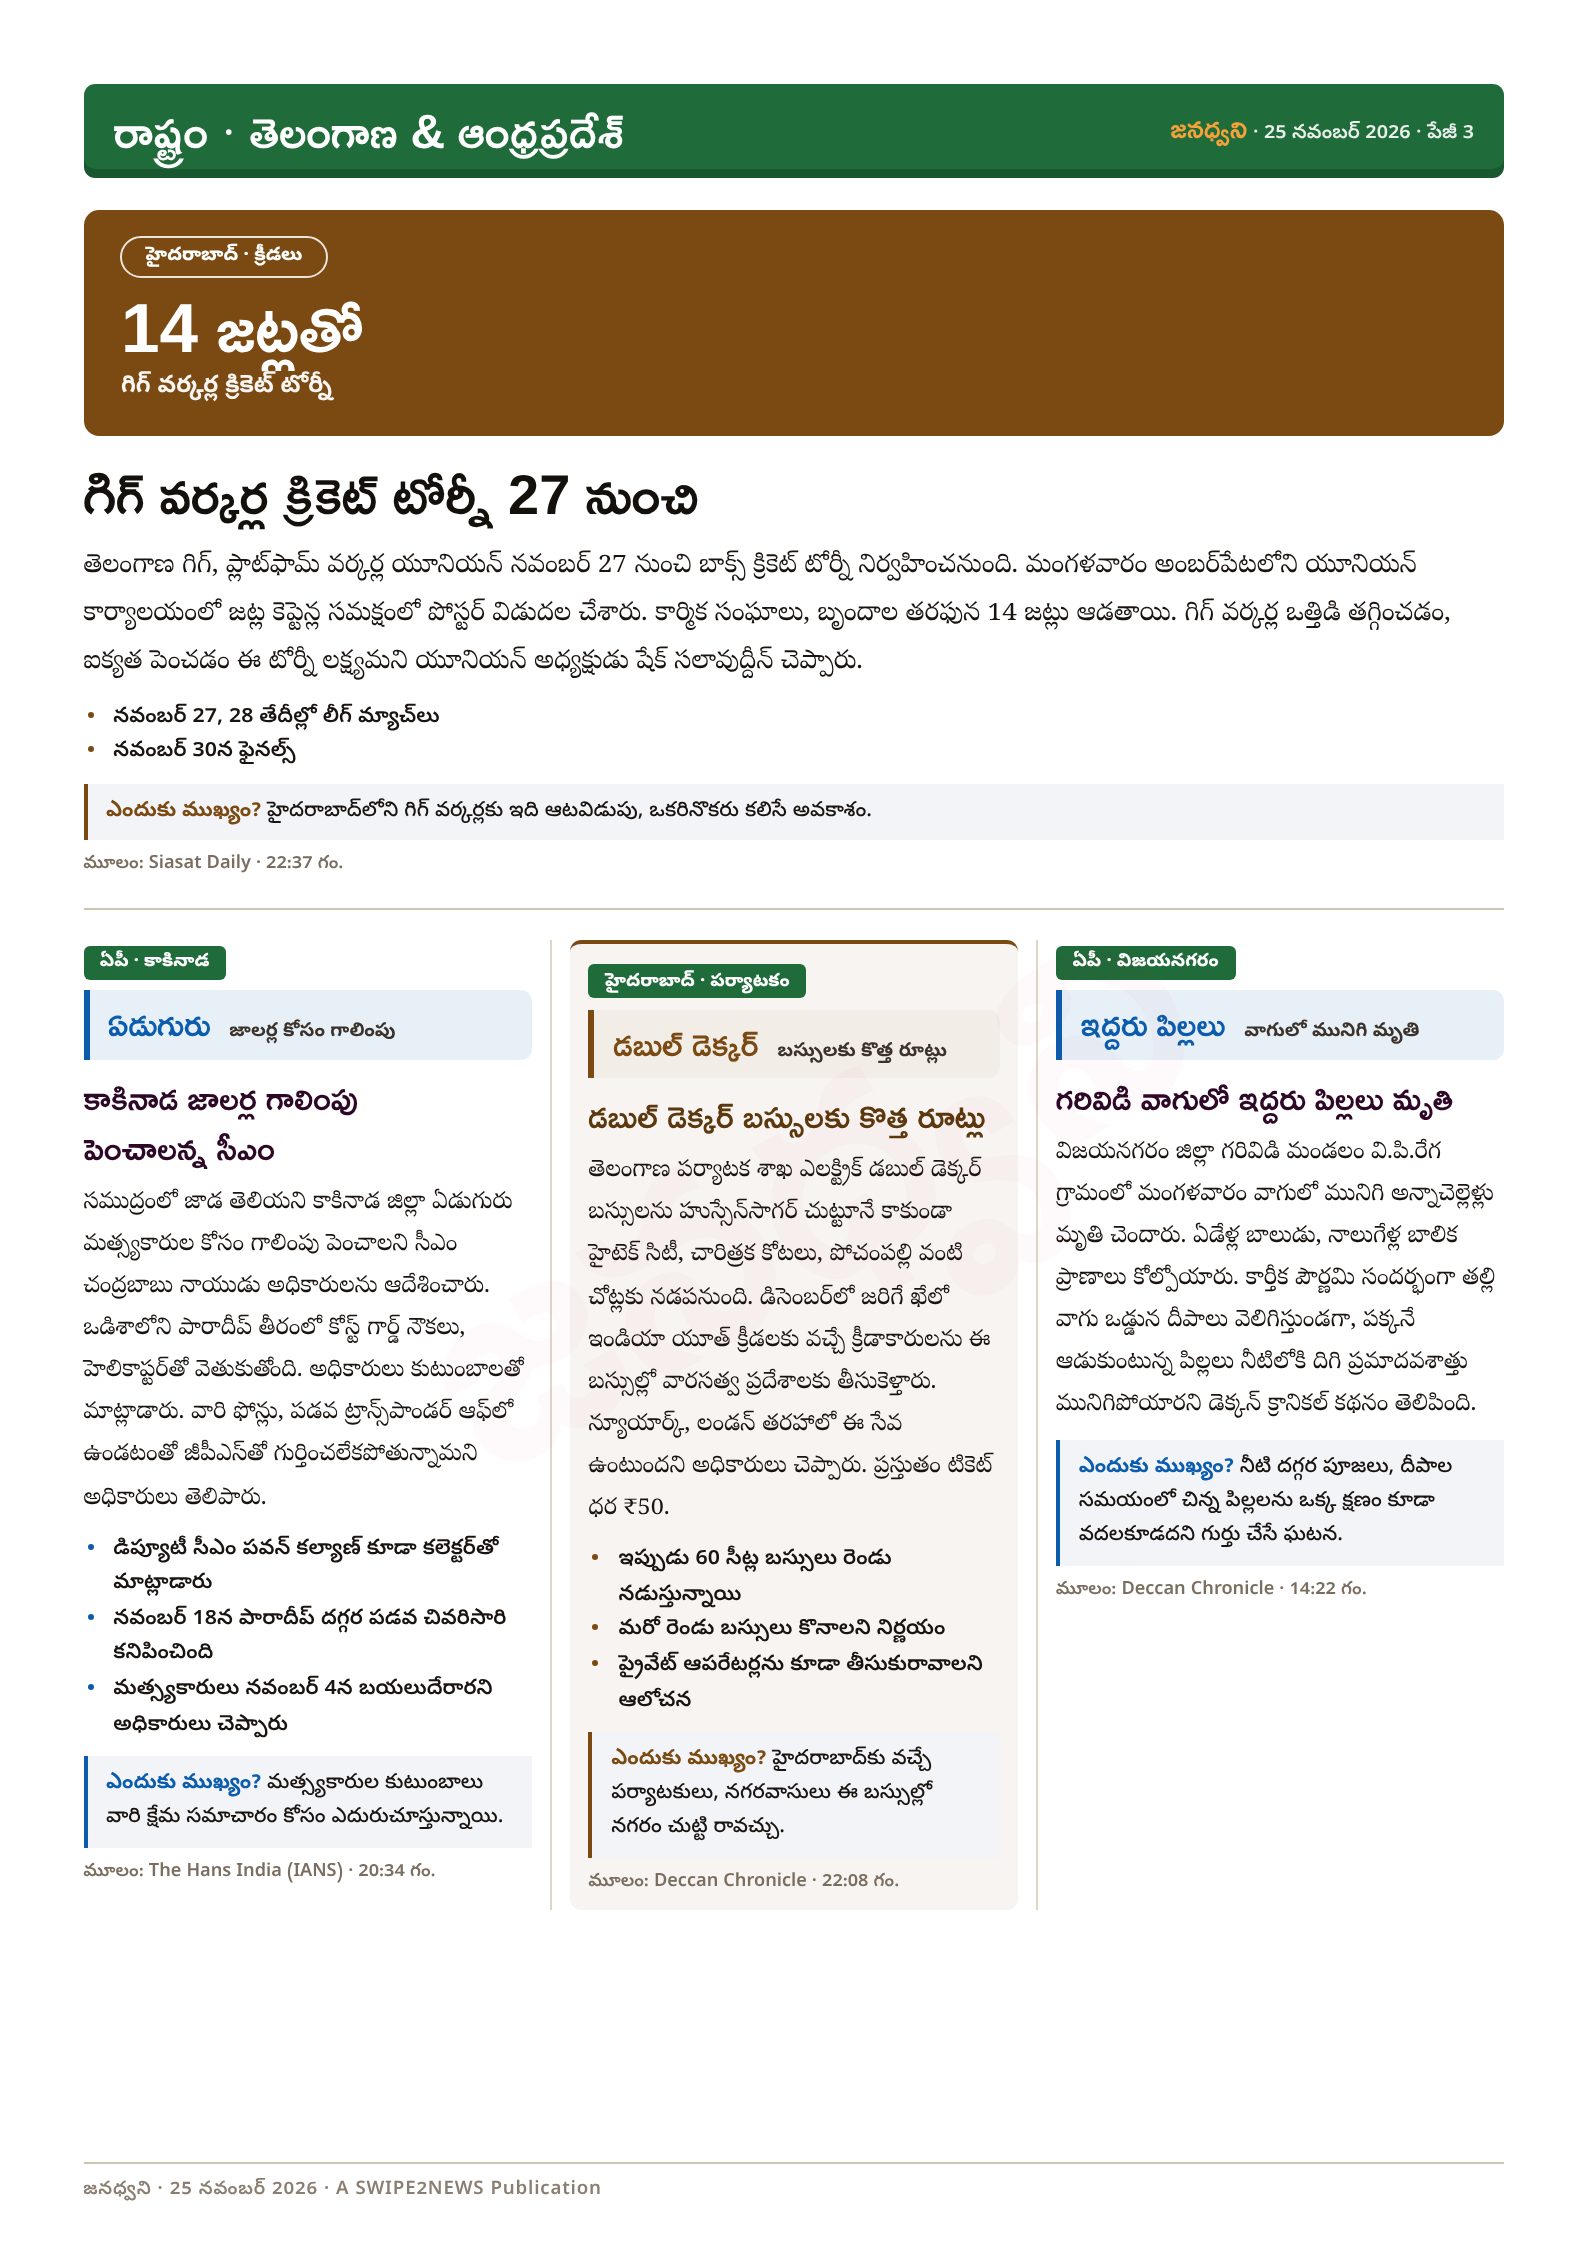 రాష్ట్రం · తెలంగాణ & ఆంధ్రప్రదేశ్
జనధ్వని · 25 నవంబర్ 2026 · పేజీ 3
హైదరాబాద్ · క్రీడలు
14 జట్లతో
గిగ్ వర్కర్ల క్రికెట్ టోర్నీ
గిగ్ వర్కర్ల క్రికెట్ టోర్నీ 27 నుంచి
తెలంగాణ గిగ్, ప్లాట్‌ఫామ్ వర్కర్ల యూనియన్ నవంబర్ 27 నుంచి బాక్స్ క్రికెట్ టోర్నీ నిర్వహించనుంది. మంగళవారం అంబర్‌పేటలోని యూనియన్
కార్యాలయంలో జట్ల కెప్టెన్ల సమక్షంలో పోస్టర్ విడుదల చేశారు. కార్మిక సంఘాలు, బృందాల తరఫున 14 జట్లు ఆడతాయి. గిగ్ వర్కర్ల ఒత్తిడి తగ్గించడం,
ఐక్యత పెంచడం ఈ టోర్నీ లక్ష్యమని యూనియన్ అధ్యక్షుడు షేక్ సలావుద్దీన్ చెప్పారు.
• నవంబర్ 27, 28 తేదీల్లో లీగ్ మ్యాచ్‌లు
• నవంబర్ 30న ఫైనల్స్
ఎందుకు ముఖ్యం? హైదరాబాద్‌లోని గిగ్ వర్కర్లకు ఇది ఆటవిడుపు, ఒకరినొకరు కలిసే అవకాశం.
మూలం: Siasat Daily · 22:37 గం.
ఏపీ · కాకినాడ
ఏడుగురు జాలర్ల కోసం గాలింపు
కాకినాడ జాలర్ల గాలింపు
పెంచాలన్న సీఎం
సముద్రంలో జాడ తెలియని కాకినాడ జిల్లా ఏడుగురు
మత్స్యకారుల కోసం గాలింపు పెంచాలని సీఎం
చంద్రబాబు నాయుడు అధికారులను ఆదేశించారు.
ఒడిశాలోని పారాదీప్ తీరంలో కోస్ట్ గార్డ్ నౌకలు,
హెలికాప్టర్‌తో వెతుకుతోంది. అధికారులు కుటుంబాలతో
మాట్లాడారు. వారి ఫోన్లు, పడవ ట్రాన్స్‌పాండర్ ఆఫ్‌లో
ఉండటంతో జీపీఎస్‌తో గుర్తించలేకపోతున్నామని
అధికారులు తెలిపారు.
• డిప్యూటీ సీఎం పవన్ కల్యాణ్ కూడా కలెక్టర్‌తో
మాట్లాడారు
• నవంబర్ 18న పారాదీప్ దగ్గర పడవ చివరిసారి
కనిపించింది
• మత్స్యకారులు నవంబర్ 4న బయలుదేరారని
అధికారులు చెప్పారు
ఎందుకు ముఖ్యం? మత్స్యకారుల కుటుంబాలు
వారి క్షేమ సమాచారం కోసం ఎదురుచూస్తున్నాయి.
మూలం: The Hans India (IANS) · 20:34 గం.
హైదరాబాద్ · పర్యాటకం
డబుల్ డెక్కర్ బస్సులకు కొత్త రూట్లు
డబుల్ డెక్కర్ బస్సులకు కొత్త రూట్లు
తెలంగాణ పర్యాటక శాఖ ఎలక్ట్రిక్ డబుల్ డెక్కర్
బస్సులను హుస్సేన్‌సాగర్ చుట్టూనే కాకుండా
హైటెక్ సిటీ, చారిత్రక కోటలు, పోచంపల్లి వంటి
చోట్లకు నడపనుంది. డిసెంబర్‌లో జరిగే ఖేలో
ఇండియా యూత్ క్రీడలకు వచ్చే క్రీడాకారులను ఈ
బస్సుల్లో వారసత్వ ప్రదేశాలకు తీసుకెళ్తారు.
న్యూయార్క్, లండన్ తరహాలో ఈ సేవ
ఉంటుందని అధికారులు చెప్పారు. ప్రస్తుతం టికెట్
ధర ₹50.
• ఇప్పుడు 60 సీట్ల బస్సులు రెండు
నడుస్తున్నాయి
• మరో రెండు బస్సులు కొనాలని నిర్ణయం
• ప్రైవేట్ ఆపరేటర్లను కూడా తీసుకురావాలని
ఆలోచన
ఎందుకు ముఖ్యం? హైదరాబాద్‌కు వచ్చే
పర్యాటకులు, నగరవాసులు ఈ బస్సుల్లో
నగరం చుట్టి రావచ్చు.
మూలం: Deccan Chronicle · 22:08 గం.
ఏపీ · విజయనగరం
ఇద్దరు పిల్లలు వాగులో మునిగి మృతి
గరివిడి వాగులో ఇద్దరు పిల్లలు మృతి
విజయనగరం జిల్లా గరివిడి మండలం వి.పి.రేగ
గ్రామంలో మంగళవారం వాగులో మునిగి అన్నాచెల్లెళ్లు
మృతి చెందారు. ఏడేళ్ల బాలుడు, నాలుగేళ్ల బాలిక
ప్రాణాలు కోల్పోయారు. కార్తీక పౌర్ణమి సందర్భంగా తల్లి
వాగు ఒడ్డున దీపాలు వెలిగిస్తుండగా, పక్కనే
ఆడుకుంటున్న పిల్లలు నీటిలోకి దిగి ప్రమాదవశాత్తు
మునిగిపోయారని డెక్కన్ క్రానికల్ కథనం తెలిపింది.
ఎందుకు ముఖ్యం? నీటి దగ్గర పూజలు, దీపాల
సమయంలో చిన్న పిల్లలను ఒక్క క్షణం కూడా
వదలకూడదని గుర్తు చేసే ఘటన.
మూలం: Deccan Chronicle · 14:22 గం.
జనధ్వని · 25 నవంబర్ 2026 · A SWIPE2NEWS Publication